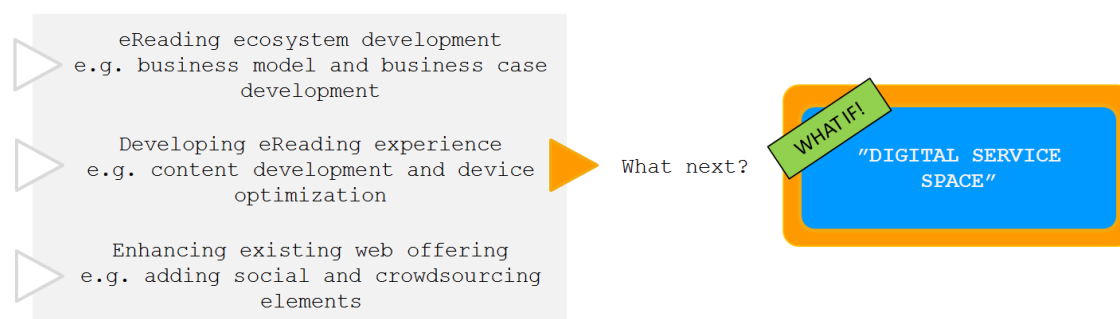 eReading ecosystem development
e.g. business model and business case
development
Developing eReading experience
e.g. content development and device
optimization
Enhancing existing web offering
e.g. adding social and crowdsourcing
elements
What next?
WHAT IF!
”DIGITAL SERVICE
SPACE”